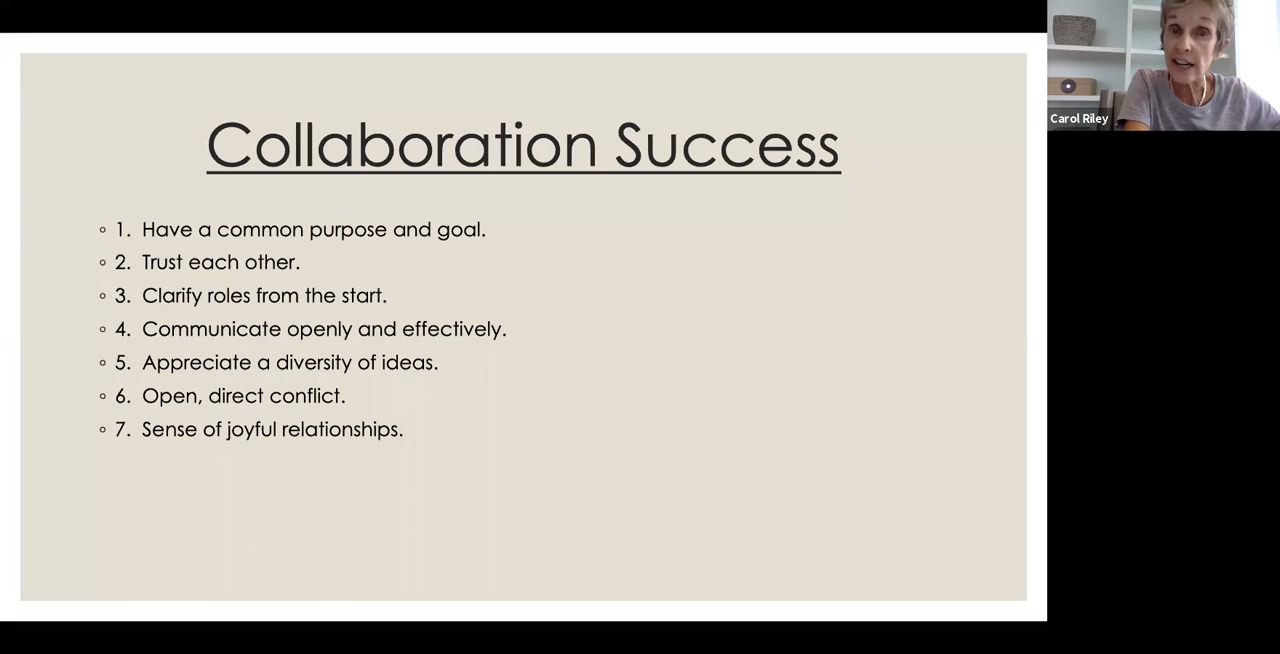 Collaboration Success
1. Have a common purpose and goal.
2. Trust each other.
3. Clarify roles from the start.
4. Communicate openly and effectively.
5. Appreciate a diversity of ideas.
6. Open, direct conflict.
7. Sense of joyful relationships.
Carol Riley